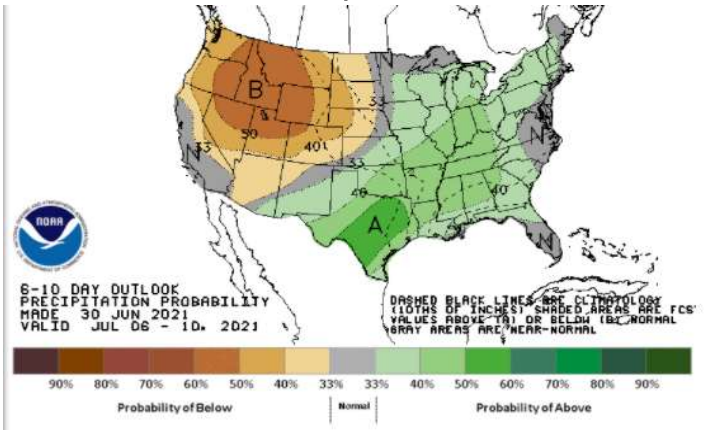 N
33
B
50
33
N
40
33
40
A
40
N
N
NOAA
6-10 DAY OUTLOOK
PRECIPITATION PROBABILITY
MADE 30 JUN 2021
VALID JUL 06 - 10, 2021
DASHED BLACK LINES ARE CLIMATOLOGY
(10THS OF INCHES) SHADED AREAS ARE FCST
VALUES ABOVE (A) OR BELOW (B) NORMAL
GRAY AREAS ARE NEAR-NORMAL
90% 80% 70% 60% 50% 40% 33% 33% 40% 50% 60% 70% 80% 90%
Probability of Below Normal Probability of Above